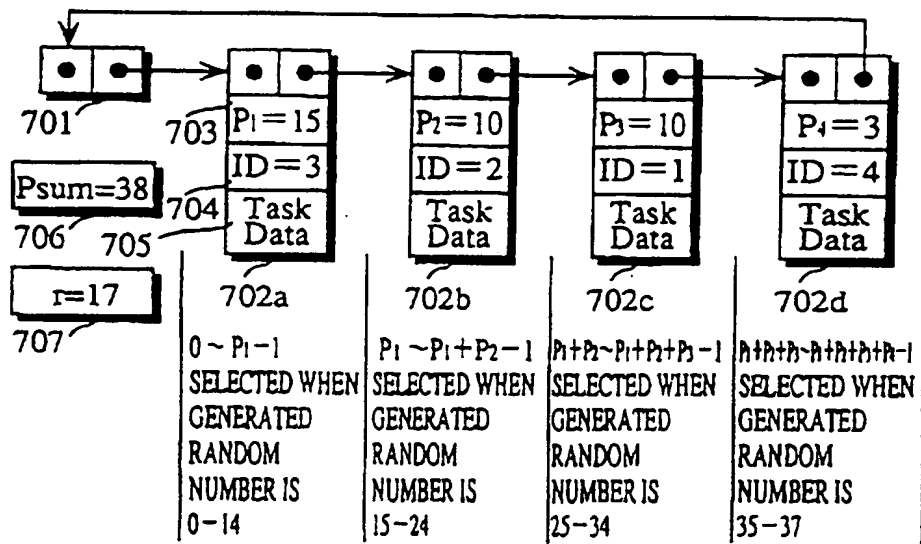 701
703
P1=15
P2=10
P3=10
P4=3
Psum=38
704
ID=3
ID=2
ID=1
ID=4
706
705
Task
Data
Task
Data
Task
Data
Task
Data
r=17
707
702a
702b
702c
702d
0 ~ P1-1
SELECTED WHEN
GENERATED
RANDOM
NUMBER IS
0-14
P1 ~P1+P2-1
SELECTED WHEN
GENERATED
RANDOM
NUMBER IS
15-24
P1+P2~P1+P2+P3-1
SELECTED WHEN
GENERATED
RANDOM
NUMBER IS
25-34
SELECTED WHEN
GENERATED
RANDOM
NUMBER IS
35-37